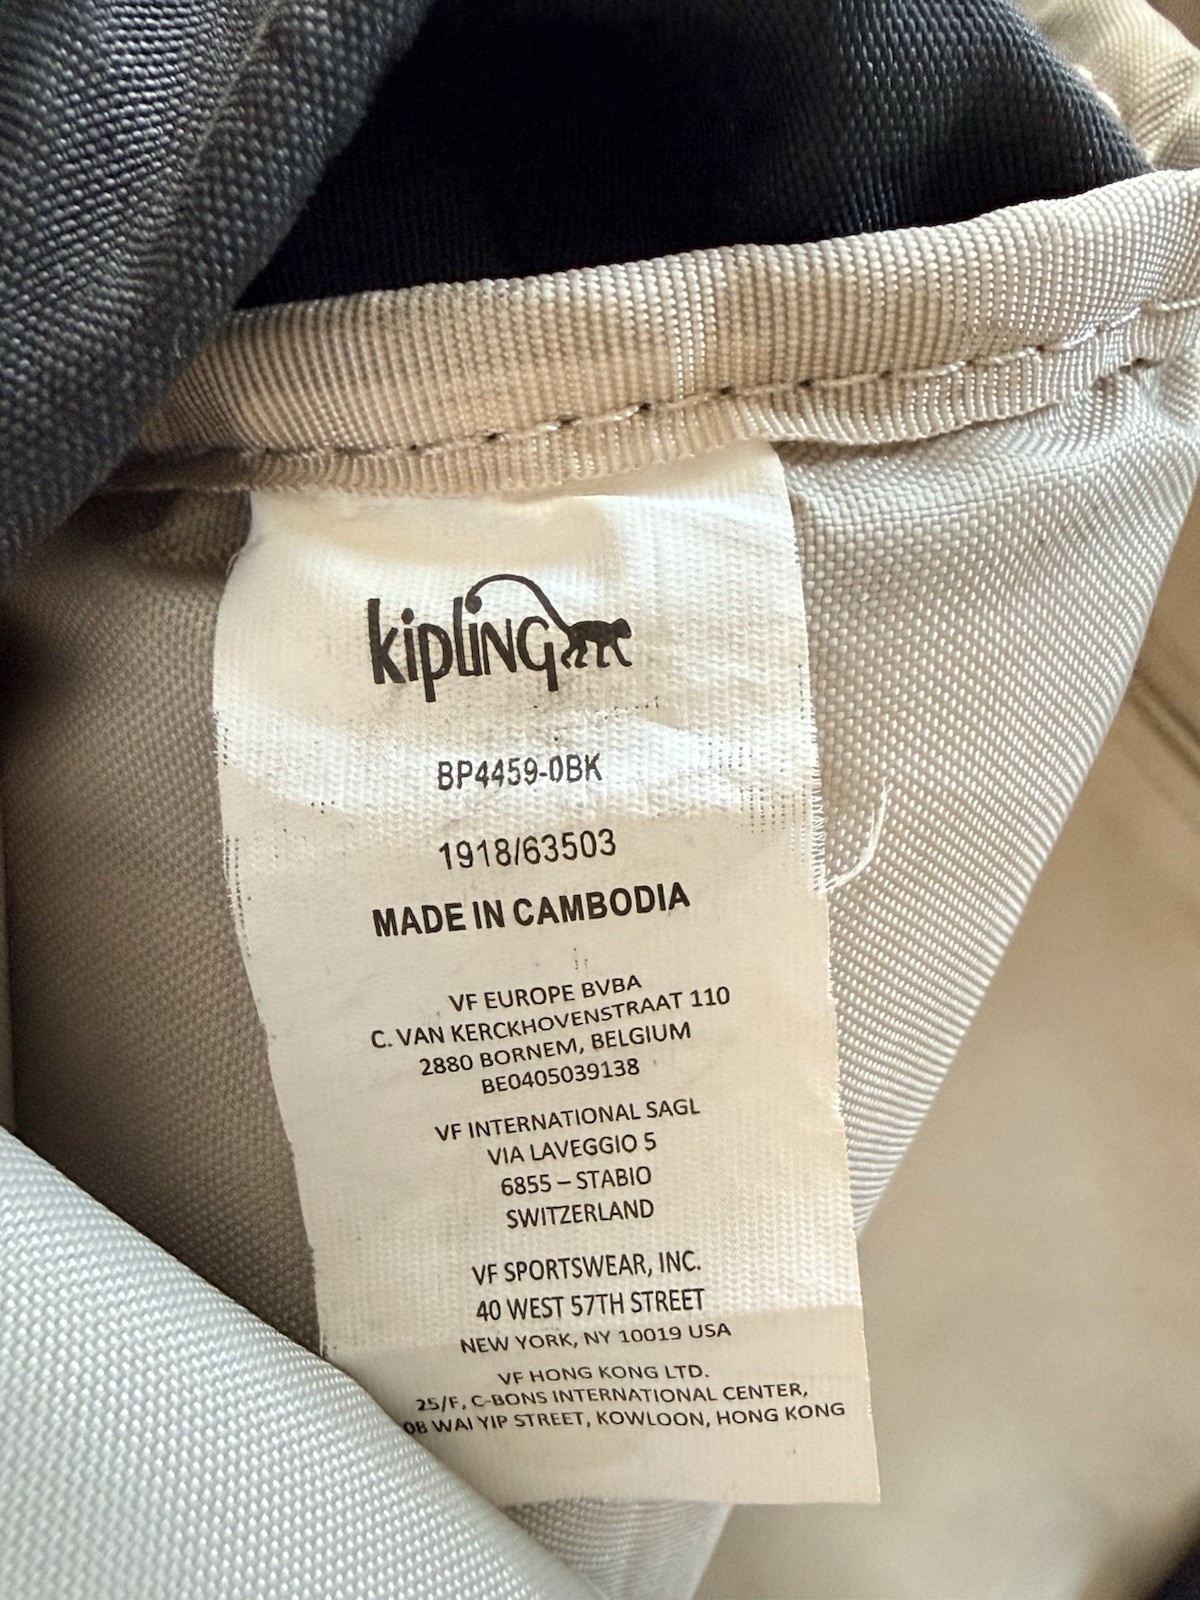 kipling
BP4459-0BK
1918/63503
MADE IN CAMBODIA
VF EUROPE BVBA
C. VAN KERCKHOVENSTRAAT 110
2880 BORNEM, BELGIUM
BE0405039138
VF INTERNATIONAL SAGL
VIA LAVEGGIO 5
6855 – STABIO
SWITZERLAND
VF SPORTSWEAR, INC.
40 WEST 57TH STREET
NEW YORK, NY 10019 USA
VF HONG KONG LTD.
25/F, C-BONS INTERNATIONAL CENTER,
WAI YIP STREET, KOWLOON, HONG KONG